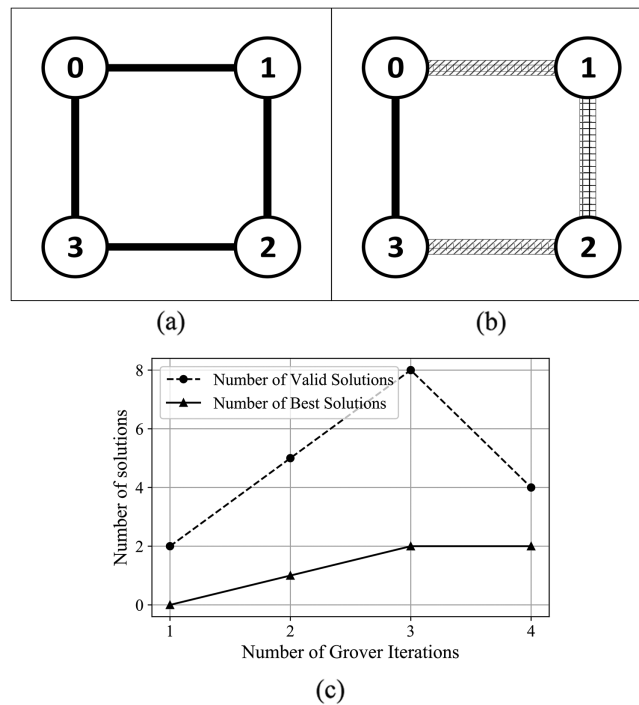 0 1
3 2
(a)
0 1
3 2
(b)
Number of Valid Solutions
Number of Best Solutions
Number of solutions
8
6
4
2
0
1 2 3 4
Number of Grover Iterations
(c)